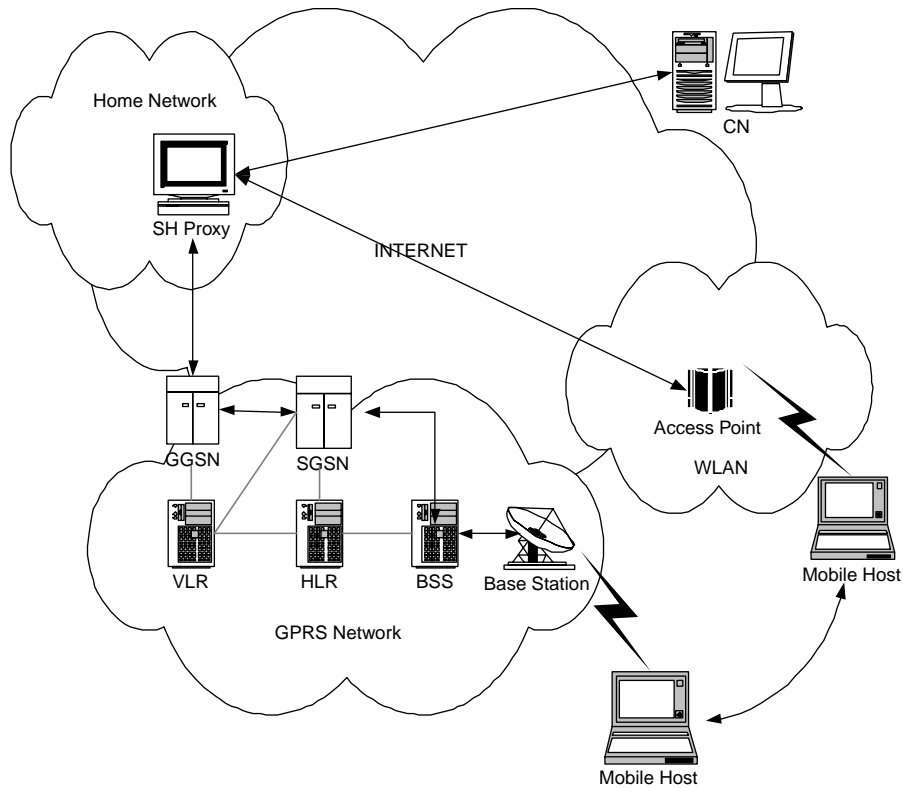 Home Network
CN
SH Proxy
INTERNET
Access Point
WLAN
GGSN
SGSN
Mobile Host
VLR
HLR
BSS
Base Station
GPRS Network
Mobile Host